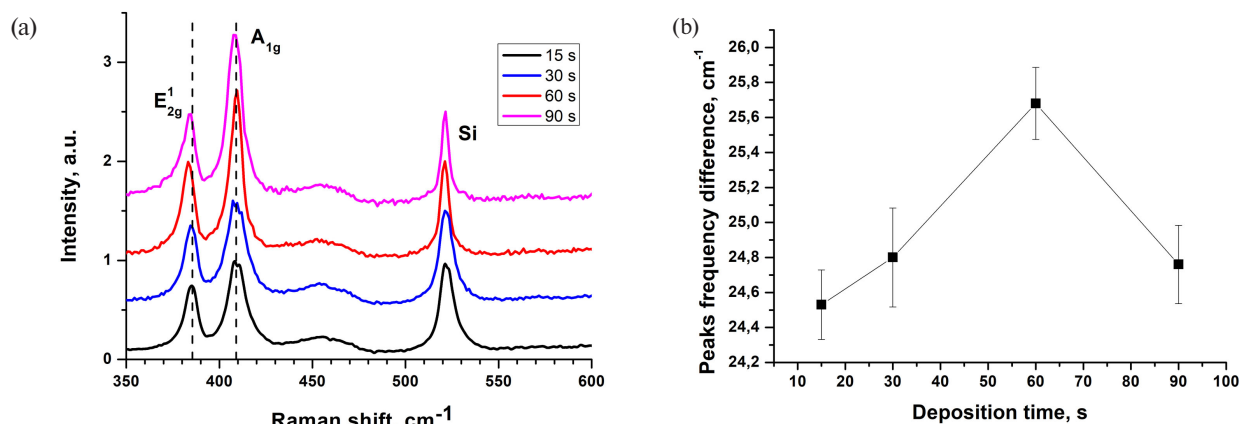 (a)
Intensity, a.u.
3
2
1
0
E¹₂g
A₁g
Si
15 s
30 s
60 s
90 s
350 400 450 500 550 600
Raman shift, cm⁻¹
(b)
Peaks frequency difference, cm⁻¹
26,0
25,8
25,6
25,4
25,2
25,0
24,8
24,6
24,4
24,2
10 20 30 40 50 60 70 80 90 100
Deposition time, s